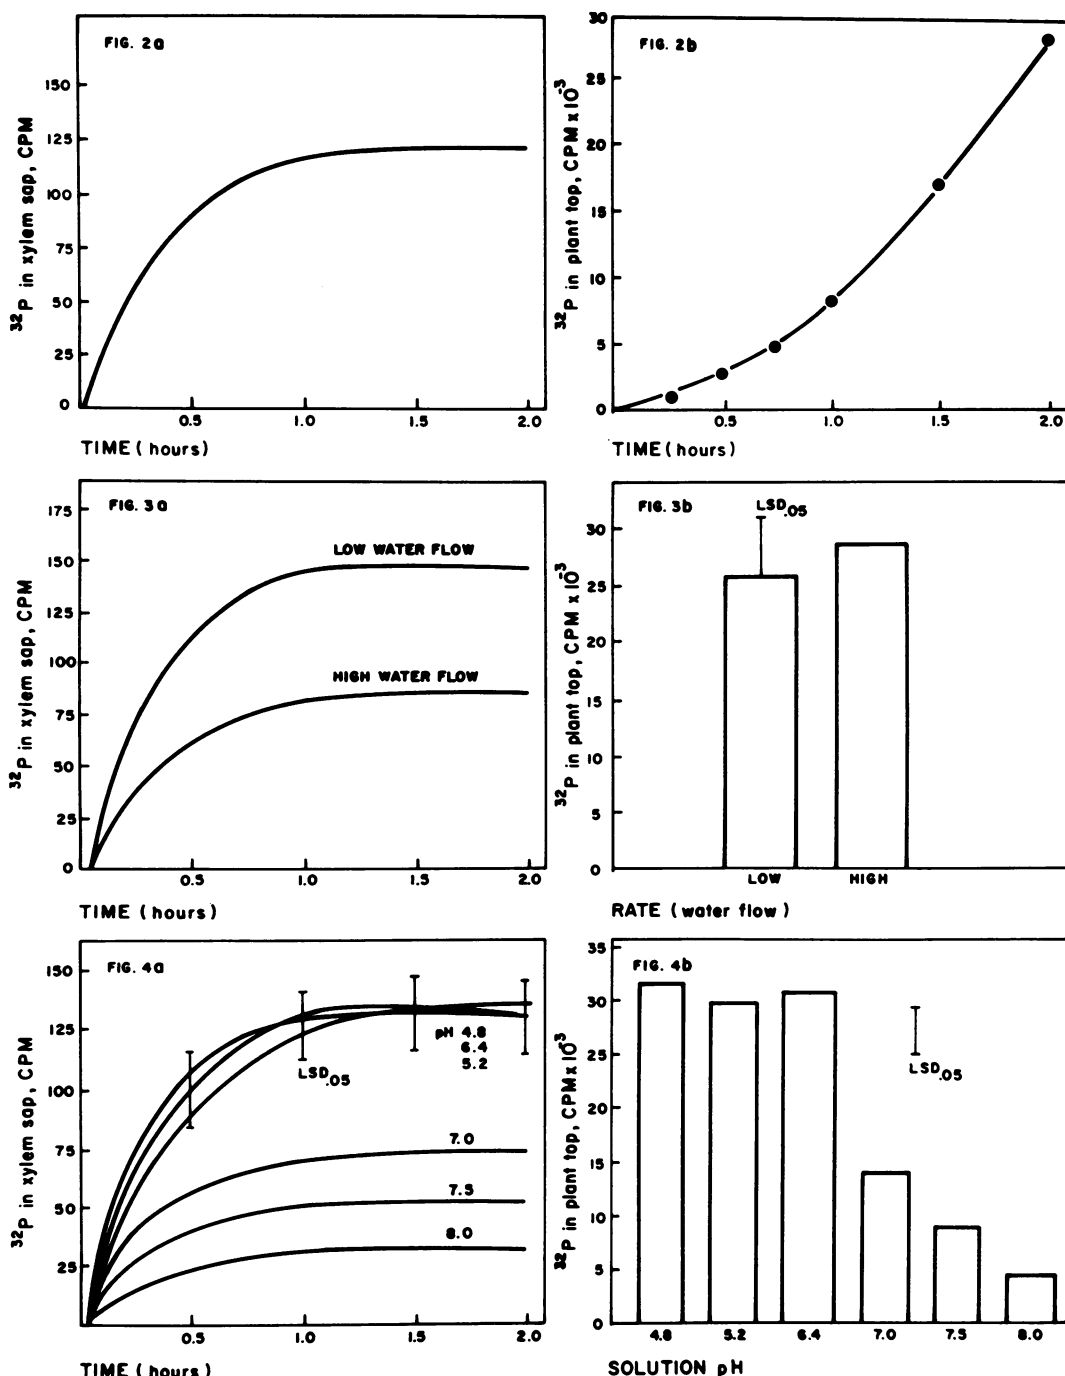 FIG. 2a
150
125
100
75
50
25
0
0.5 1.0 1.5 2.0
³²P in xylem sap, CPM
TIME (hours)
FIG. 2b
30
25
20
15
10
5
0
0.5 1.0 1.5 2.0
³²P in plant top, CPM x 10⁻³
TIME (hours)
FIG. 3a
175
150
125
100
75
50
25
0
LOW WATER FLOW
HIGH WATER FLOW
0.5 1.0 1.5 2.0
³²P in xylem sap, CPM
TIME (hours)
FIG. 3b
LSD.05
30
25
20
15
10
5
0
LOW HIGH
³²P in plant top, CPM x 10⁻³
RATE (water flow)
FIG. 4a
150
125
100
75
50
25
pH 4.8
6.4
5.2
LSD.05
7.0
7.5
8.0
0.5 1.0 1.5 2.0
³²P in xylem sap, CPM
TIME (hours)
FIG. 4b
35
30
25
20
15
10
5
0
LSD.05
4.8 5.2 6.4 7.0 7.5 8.0
³²P in plant top, CPM x 10⁻³
SOLUTION pH